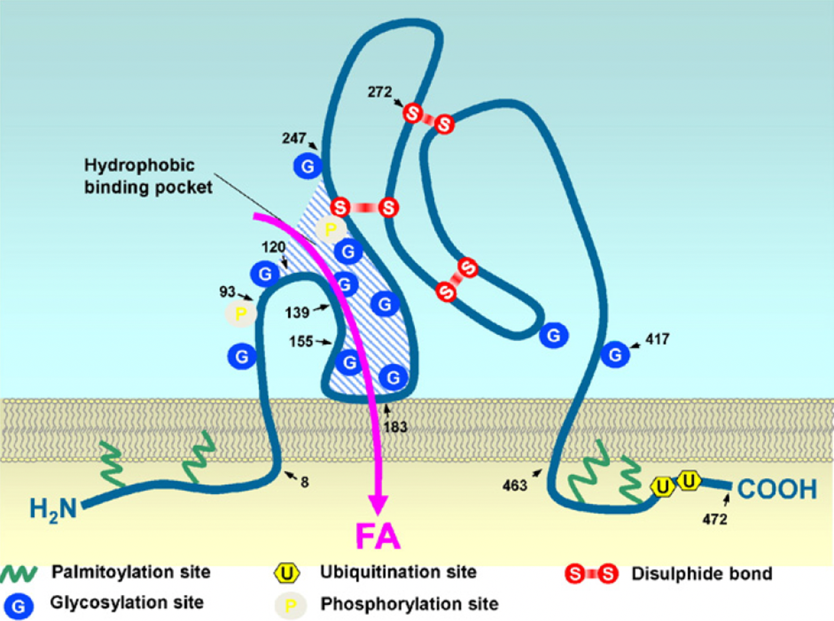 272
S S
247
G
Hydrophobic
binding pocket
S S
P
G
120
G
G
93
P
139
G
S
S
155
G
G
G
417
G
G
183
8
463
U U
H₂N
COOH
472
FA
Palmitoylation site
U Ubiquitination site
S S Disulphide bond
G Glycosylation site
P Phosphorylation site